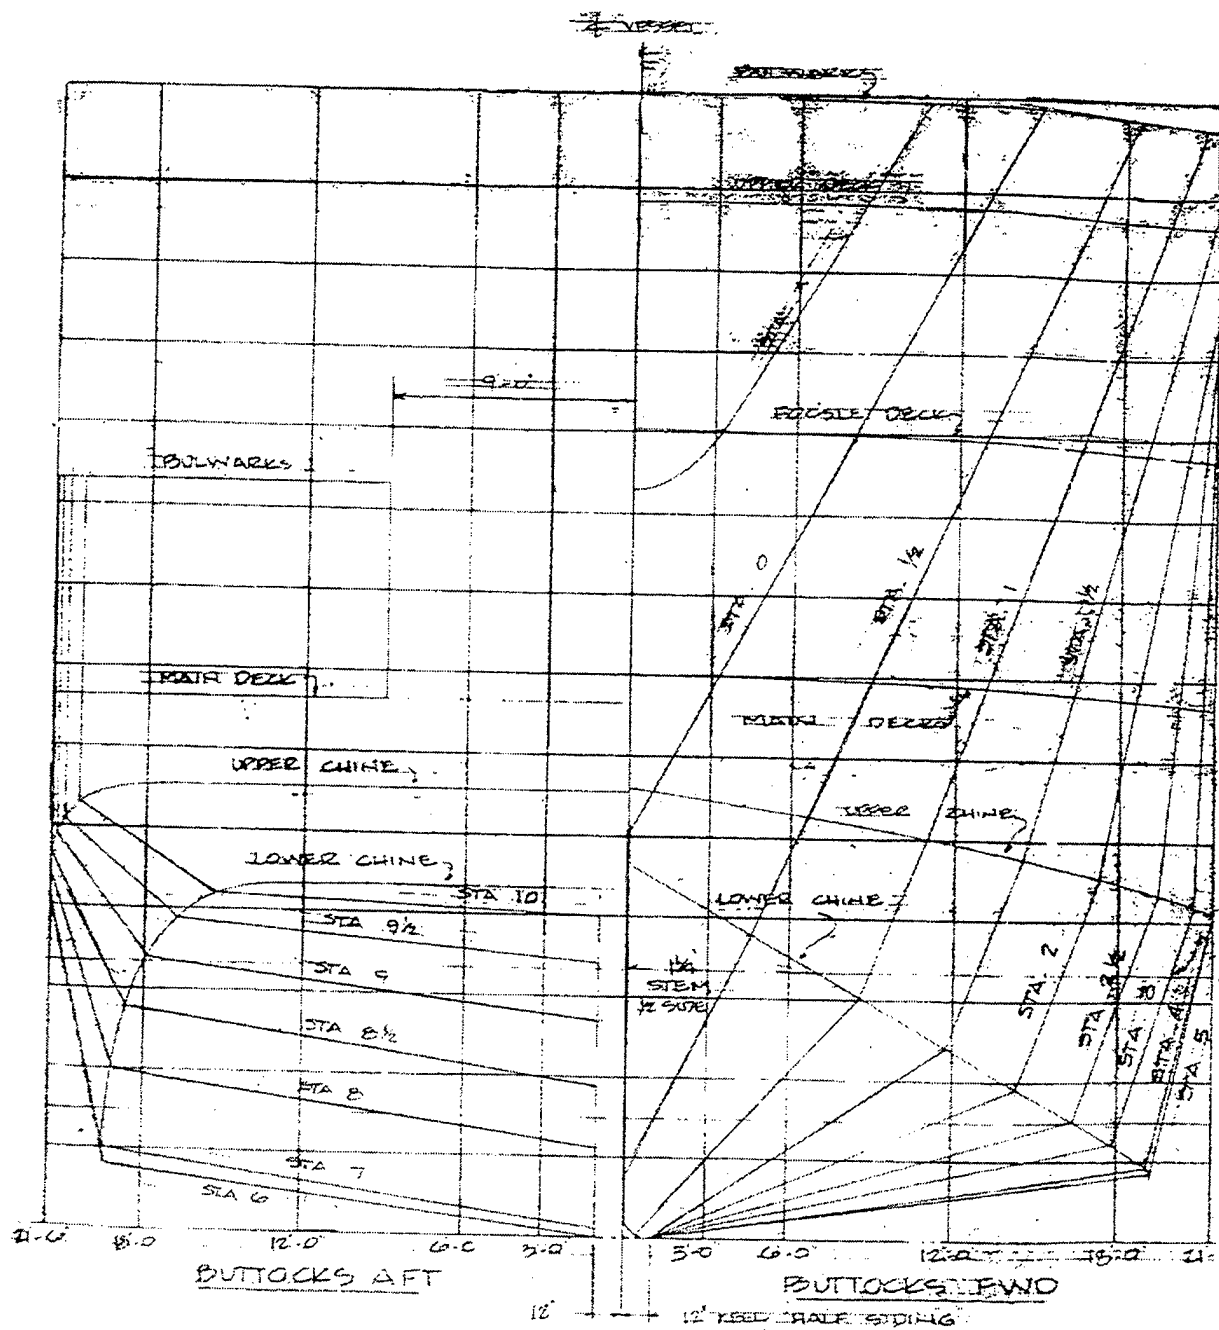 ℄ VESSEL
BULWARKS
UPPER DECK
9-0"
FOCSLE DECK
BULWARKS
STA 0
STA ½
STA 1
STA 1½
MAIN DECK
MAIN DECK
UPPER CHINE
UPPER CHINE
LOWER CHINE
STA 10
LOWER CHINE
STA 9½
STA 9
STEM
½ SIDE
STA 2
STA 2½
STA 3
STA 4
STA 5
STA 8½
STA 8
STA 7
STA 6
21-6 18-0 12-0 6-0 3-0 3-0 6-0 12-0 18-0 21
BUTTOCKS AFT
BUTTOCKS FWD
12" 12" KEEL HALF SIDING